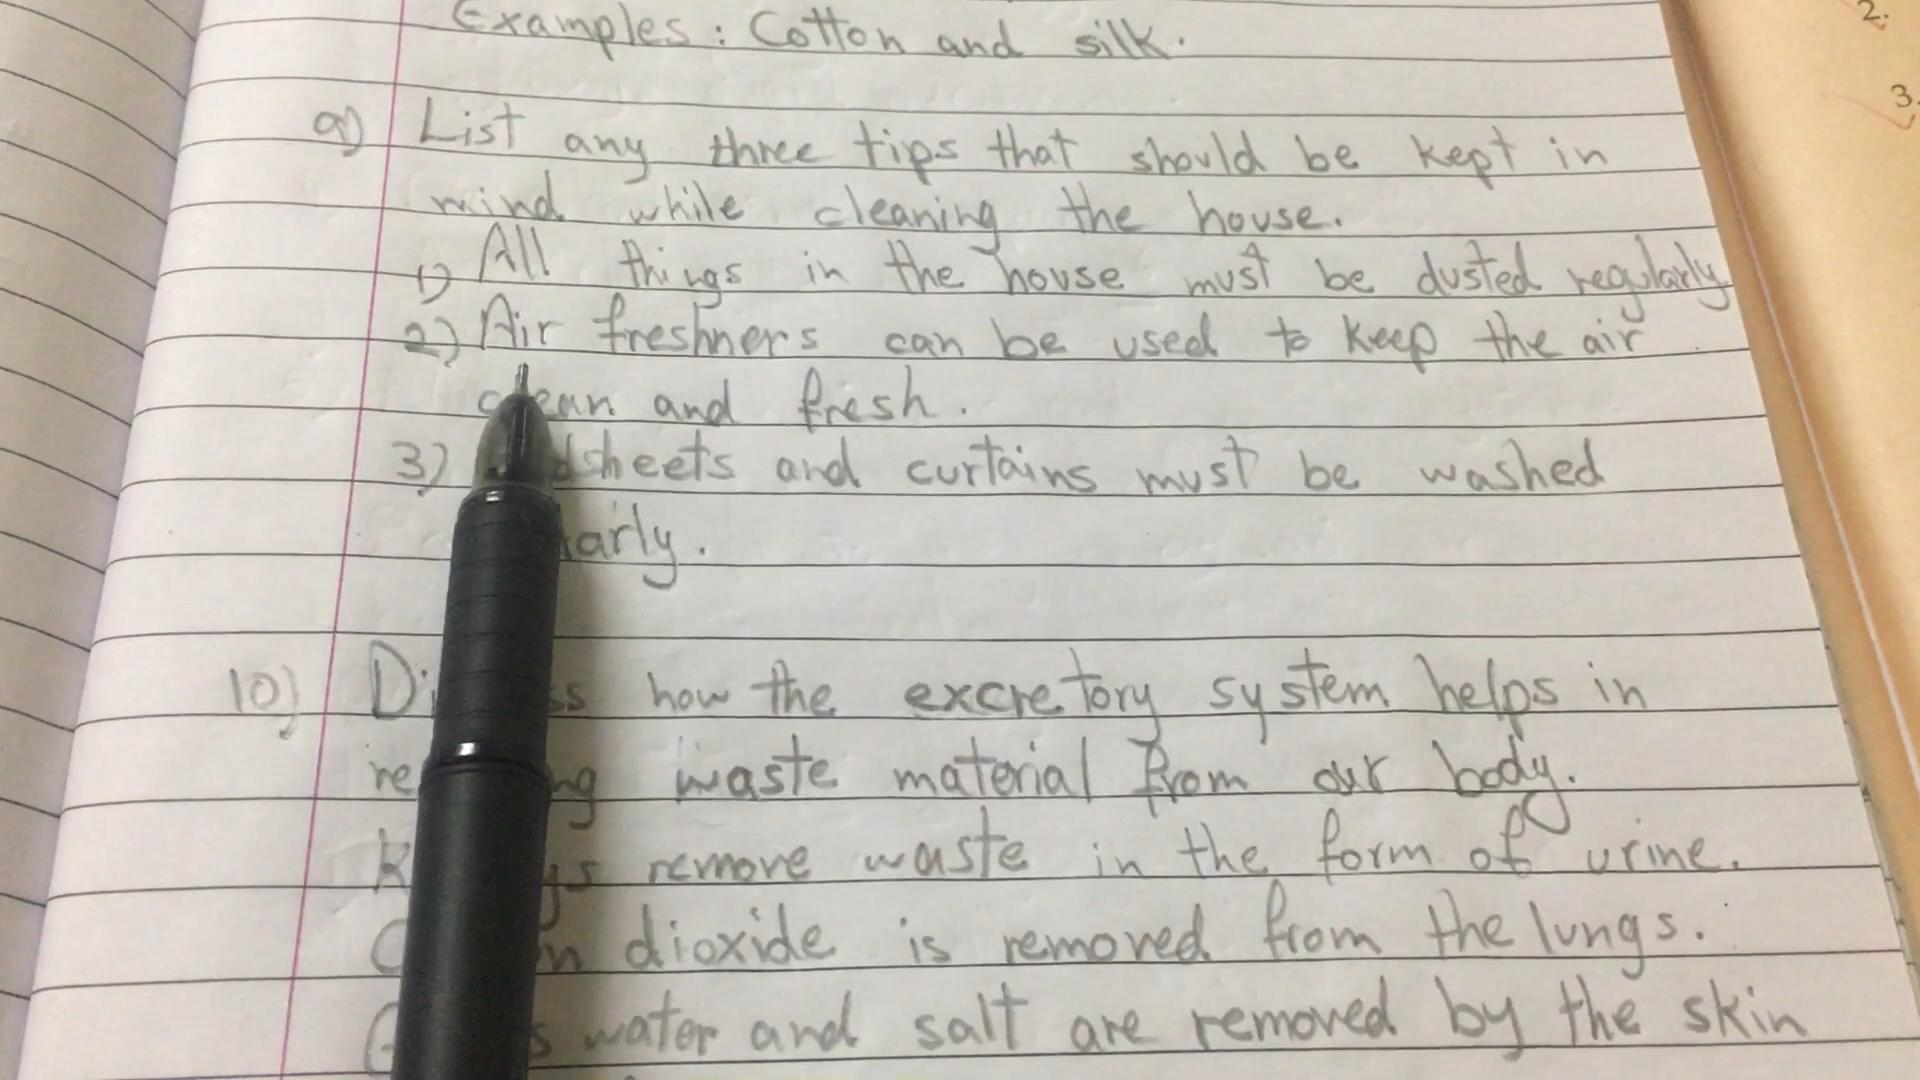 Examples: Cotton and silk.
2.
3.
9) List any three tips that should be kept in
mind while cleaning the house.
1) All things in the house must be dusted regularly
2) Air freshners can be used to keep the air
and fresh.
3) and curtains must be washed
10) how the excretory system helps in
waste material from our body.
remove waste in the form of urine.
dioxide is removed from the lungs.
water and salt are removed by the skin